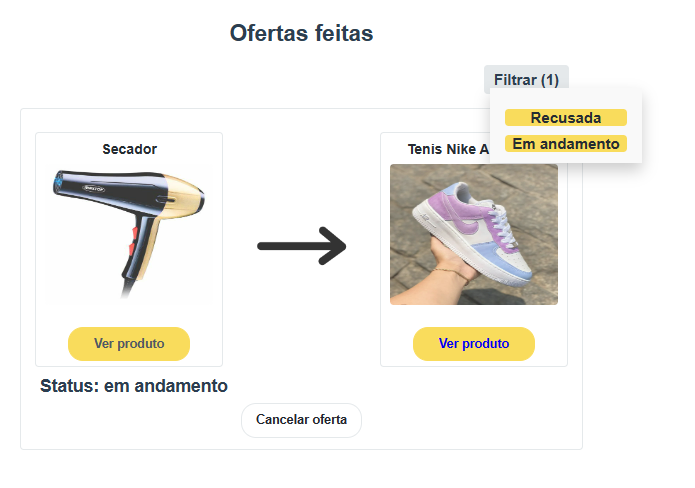 Ofertas feitas
Filtrar (1)
Recusada
Em andamento
Secador
Tenis Nike A
Ver produto
Ver produto
Status: em andamento
Cancelar oferta